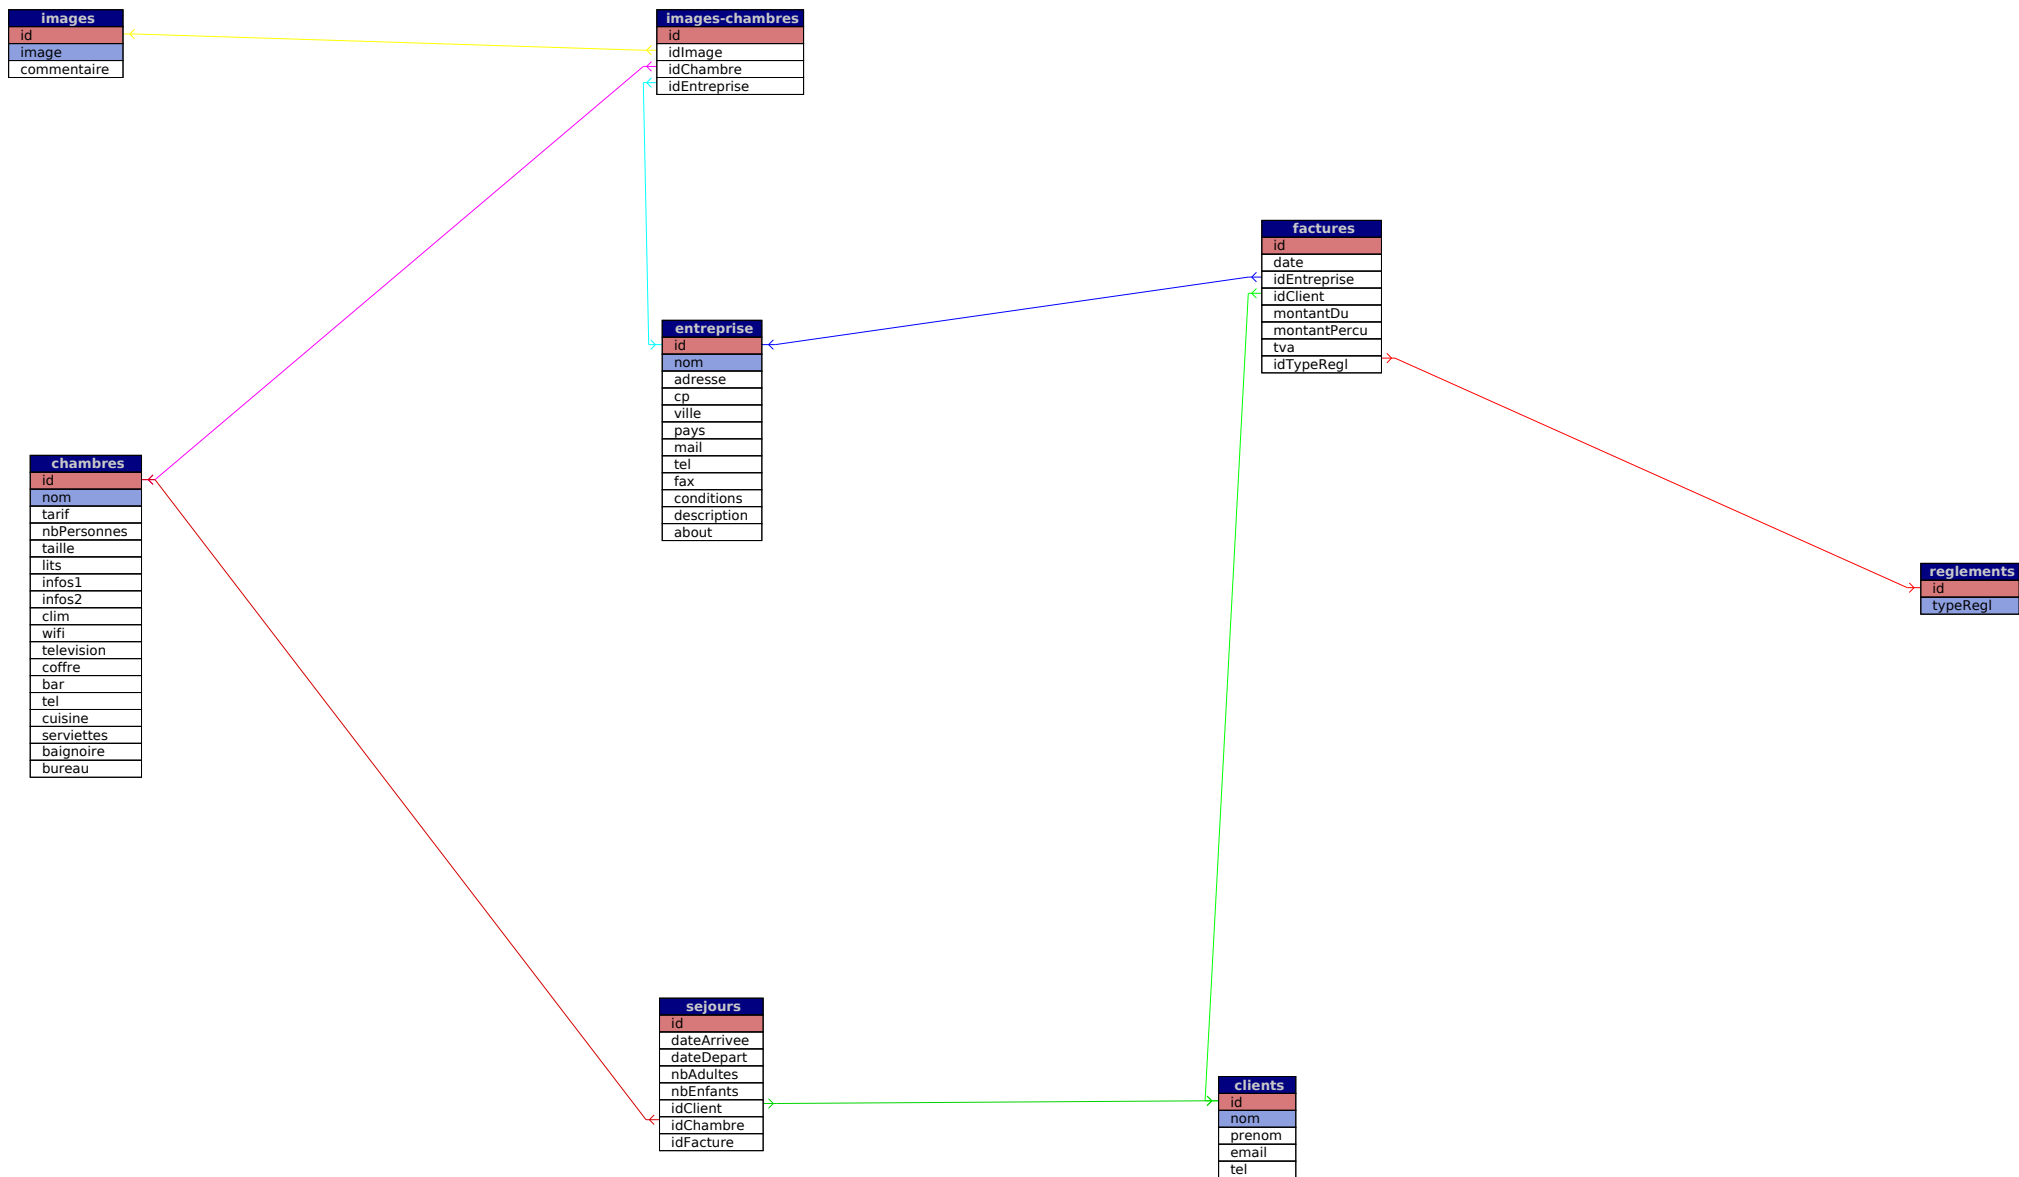 images
id
image
commentaire
images-chambres
id
idImage
idChambre
idEntreprise
factures
id
date
idEntreprise
idClient
montantDu
montantPercu
tva
idTypeRegl
entreprise
id
nom
adresse
cp
ville
pays
mail
tel
fax
conditions
description
about
chambres
id
nom
tarif
nbPersonnes
taille
lits
infos1
infos2
clim
wifi
television
coffre
bar
tel
cuisine
serviettes
baignoire
bureau
reglements
id
typeRegl
sejours
id
dateArrivee
dateDepart
nbAdultes
nbEnfants
idClient
idChambre
idFacture
clients
id
nom
prenom
email
tel